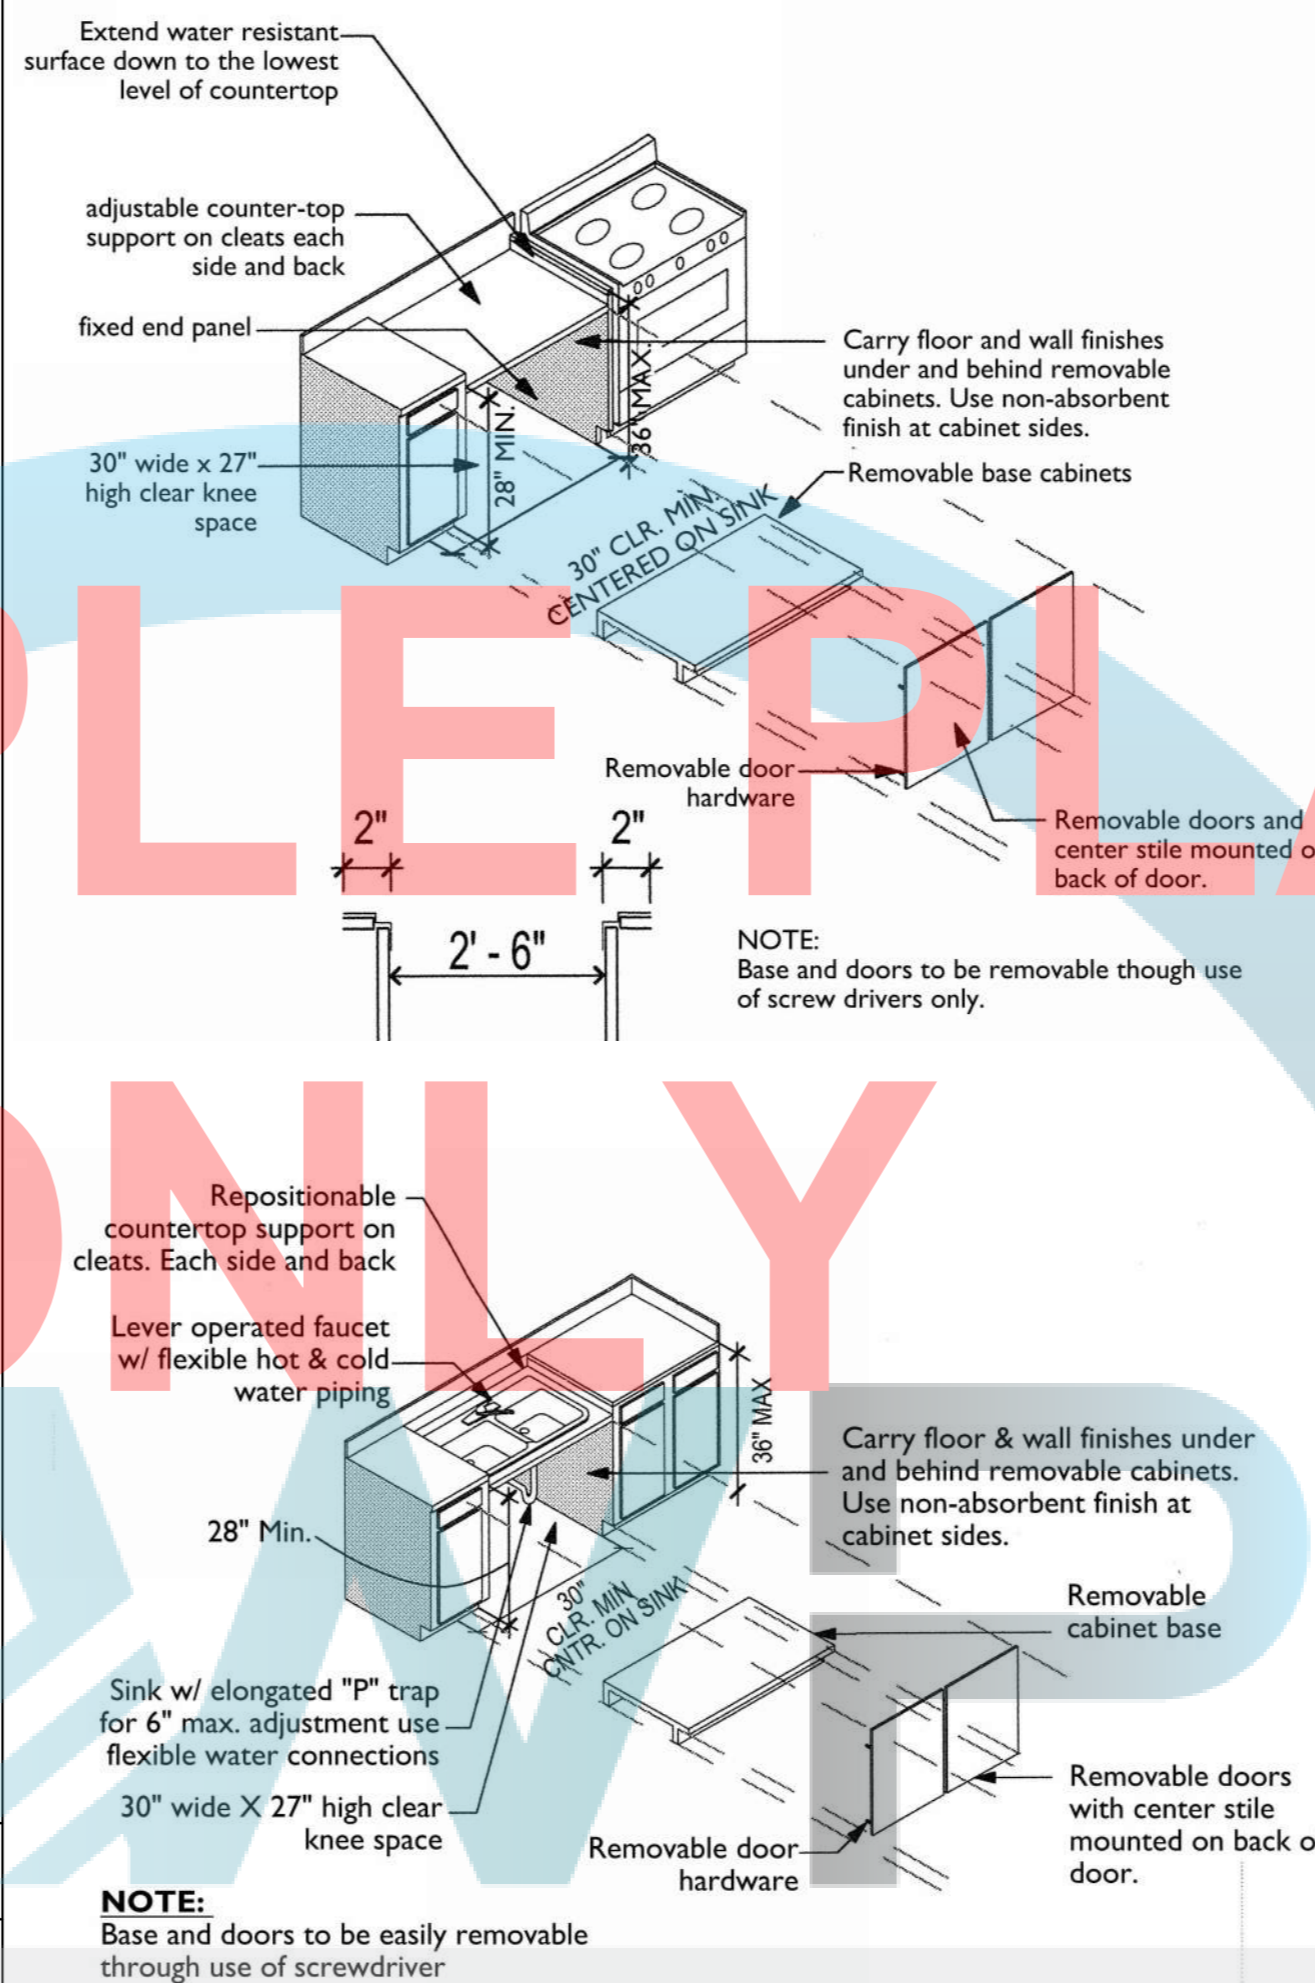 Extend water resistant
surface down to the lowest
level of countertop
adjustable counter-top
support on cleats each
side and back
fixed end panel
30" wide x 27"
high clear knee
space
28" MIN.
36" MAX.
30" CLR. MIN.
CENTERED ON SINK
Carry floor and wall finishes
under and behind removable
cabinets. Use non-absorbent
finish at cabinet sides.
Removable base cabinets
PLE PLA
Removable door
hardware
Removable doors and
center stile mounted o
back of door.
2"
2"
2' - 6"
NOTE:
Base and doors to be removable though use
of screw drivers only.
ONLY
Repositionable
countertop support on
cleats. Each side and back
Lever operated faucet
w/ flexible hot & cold
water piping
36" MAX
Carry floor & wall finishes under
and behind removable cabinets.
Use non-absorbent finish at
cabinet sides.
28" Min.
30"
CLR. MIN
CNTR. ON SINK
Removable
cabinet base
Sink w/ elongated "P" trap
for 6" max. adjustment use
flexible water connections
30" wide X 27" high clear
knee space
Removable door
hardware
Removable doors
with center stile
mounted on back o
door.
NOTE:
Base and doors to be easily removable
through use of screwdriver